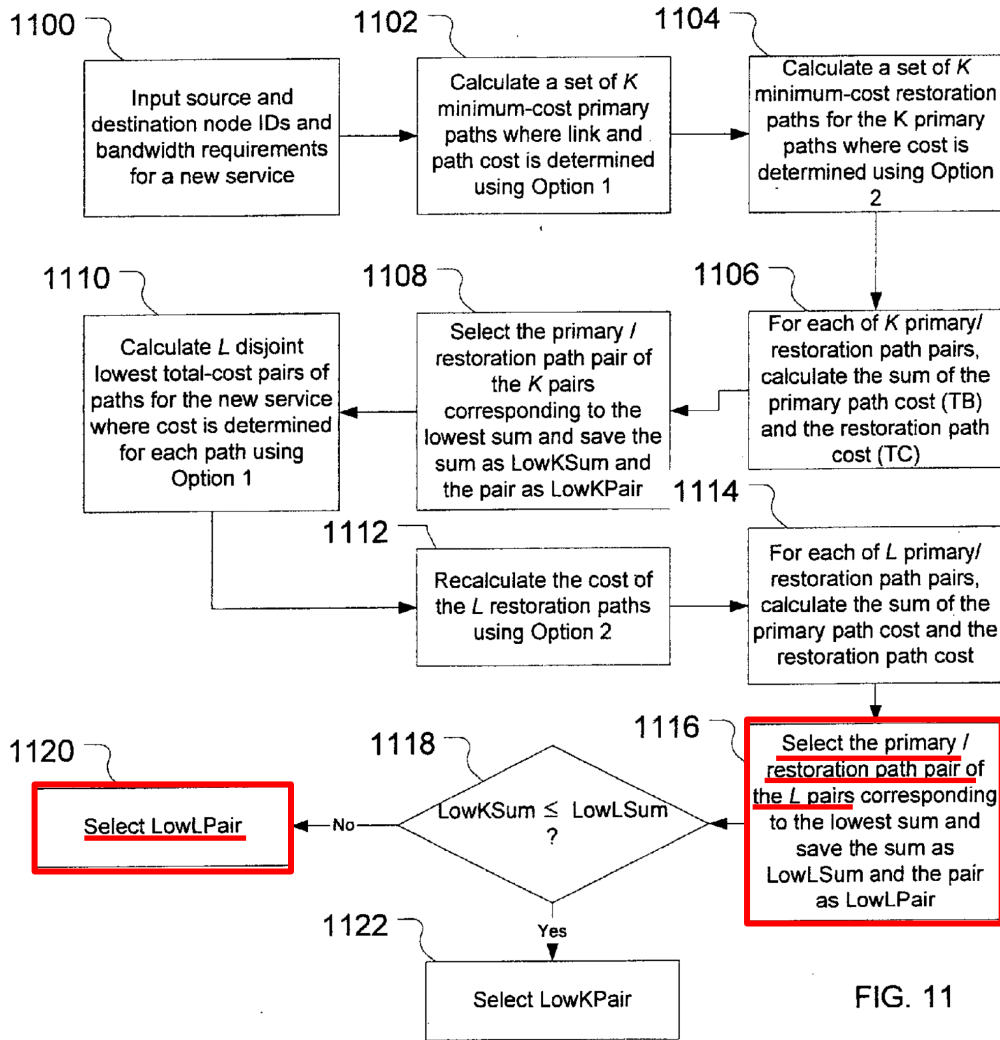 1100
Input source and
destination node IDs and
bandwidth requirements
for a new service
1102
Calculate a set of K
minimum-cost primary
paths where link and
path cost is determined
using Option 1
1104
Calculate a set of K
minimum-cost restoration
paths for the K primary
paths where cost is
determined using Option
2
1106
For each of K primary/
restoration path pairs,
calculate the sum of the
primary path cost (TB)
and the restoration path
cost (TC)
1108
Select the primary /
restoration path pair of
the K pairs
corresponding to the
lowest sum and save the
sum as LowKSum and
the pair as LowKPair
1110
Calculate L disjoint
lowest total-cost pairs of
paths for the new service
where cost is determined
for each path using
Option 1
1112
Recalculate the cost of
the L restoration paths
using Option 2
1114
For each of L primary/
restoration path pairs,
calculate the sum of the
primary path cost and the
restoration path cost
1116
Select the primary /
restoration path pair of
the L pairs corresponding
to the lowest sum and
save the sum as
LowLSum and the pair
as LowLPair
1118
LowKSum ≤ LowLSum
?
No
1120
Select LowLPair
Yes
1122
Select LowKPair
FIG. 11